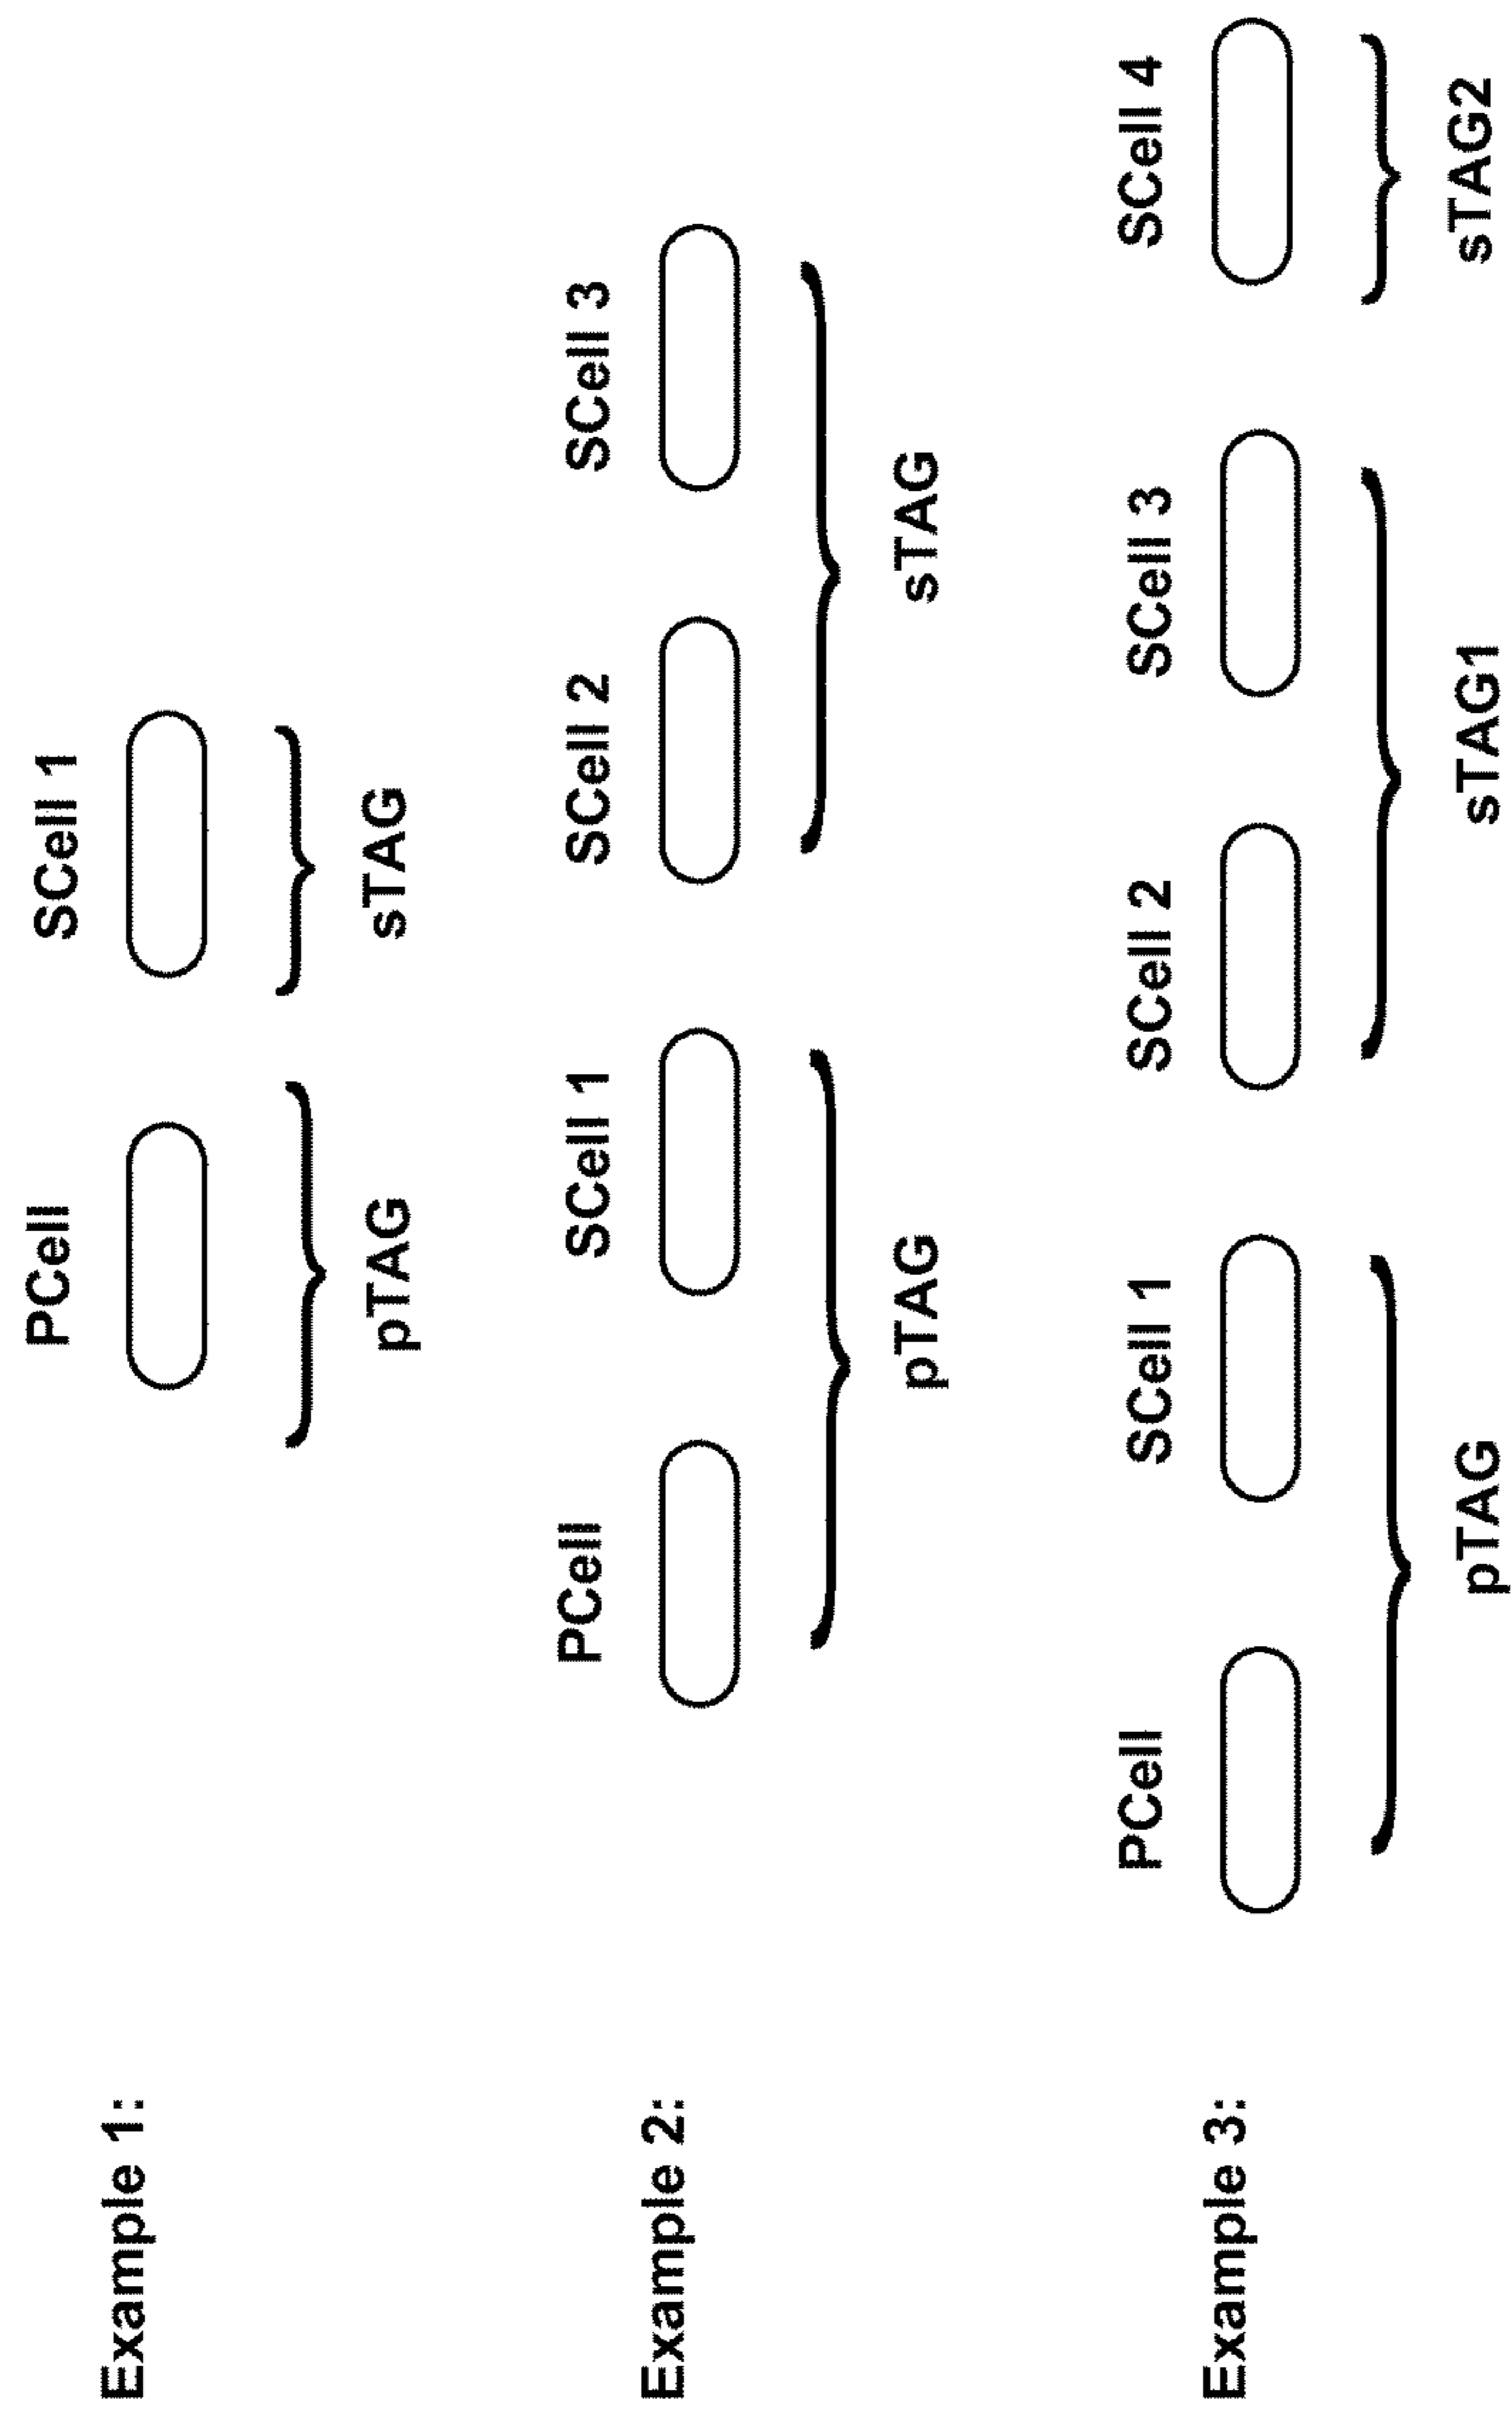 Example 1:
PCell SCell 1
pTAG sTAG
Example 2:
PCell SCell 1 SCell 2 SCell 3
pTAG sTAG
Example 3:
PCell SCell 1 SCell 2 SCell 3 SCell 4
pTAG sTAG1 sTAG2